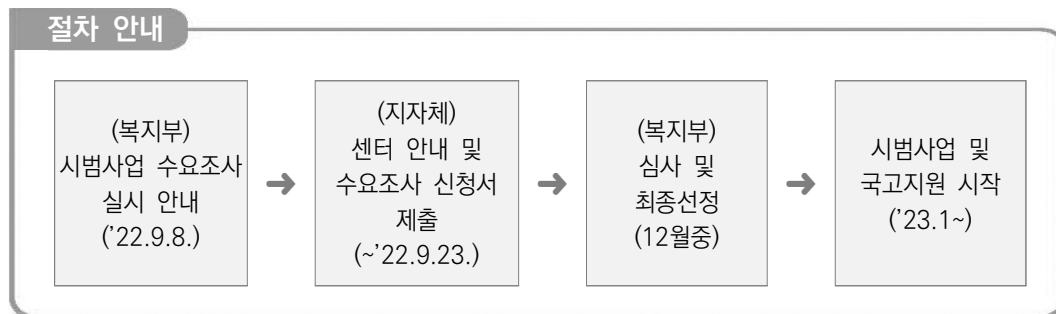 절차 안내
(복지부)
시범사업 수요조사
실시 안내
('22.9.8.)
➜
(지자체)
센터 안내 및
수요조사 신청서
제출
(~'22.9.23.)
➜
(복지부)
심사 및
최종선정
(12월중)
➜
시범사업 및
국고지원 시작
('23.1~)